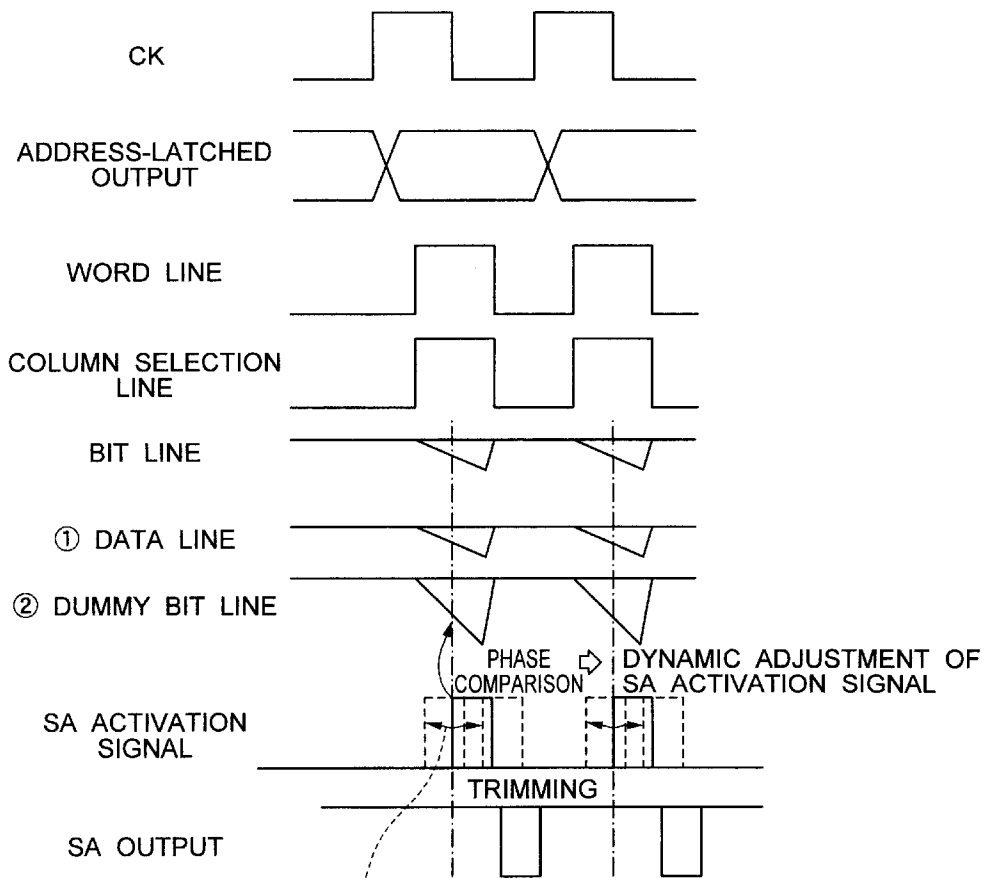 CK
ADDRESS-LATCHED
OUTPUT
WORD LINE
COLUMN SELECTION
LINE
BIT LINE
① DATA LINE
② DUMMY BIT LINE
PHASE
COMPARISON
DYNAMIC ADJUSTMENT OF
SA ACTIVATION SIGNAL
SA ACTIVATION
SIGNAL
TRIMMING
SA OUTPUT